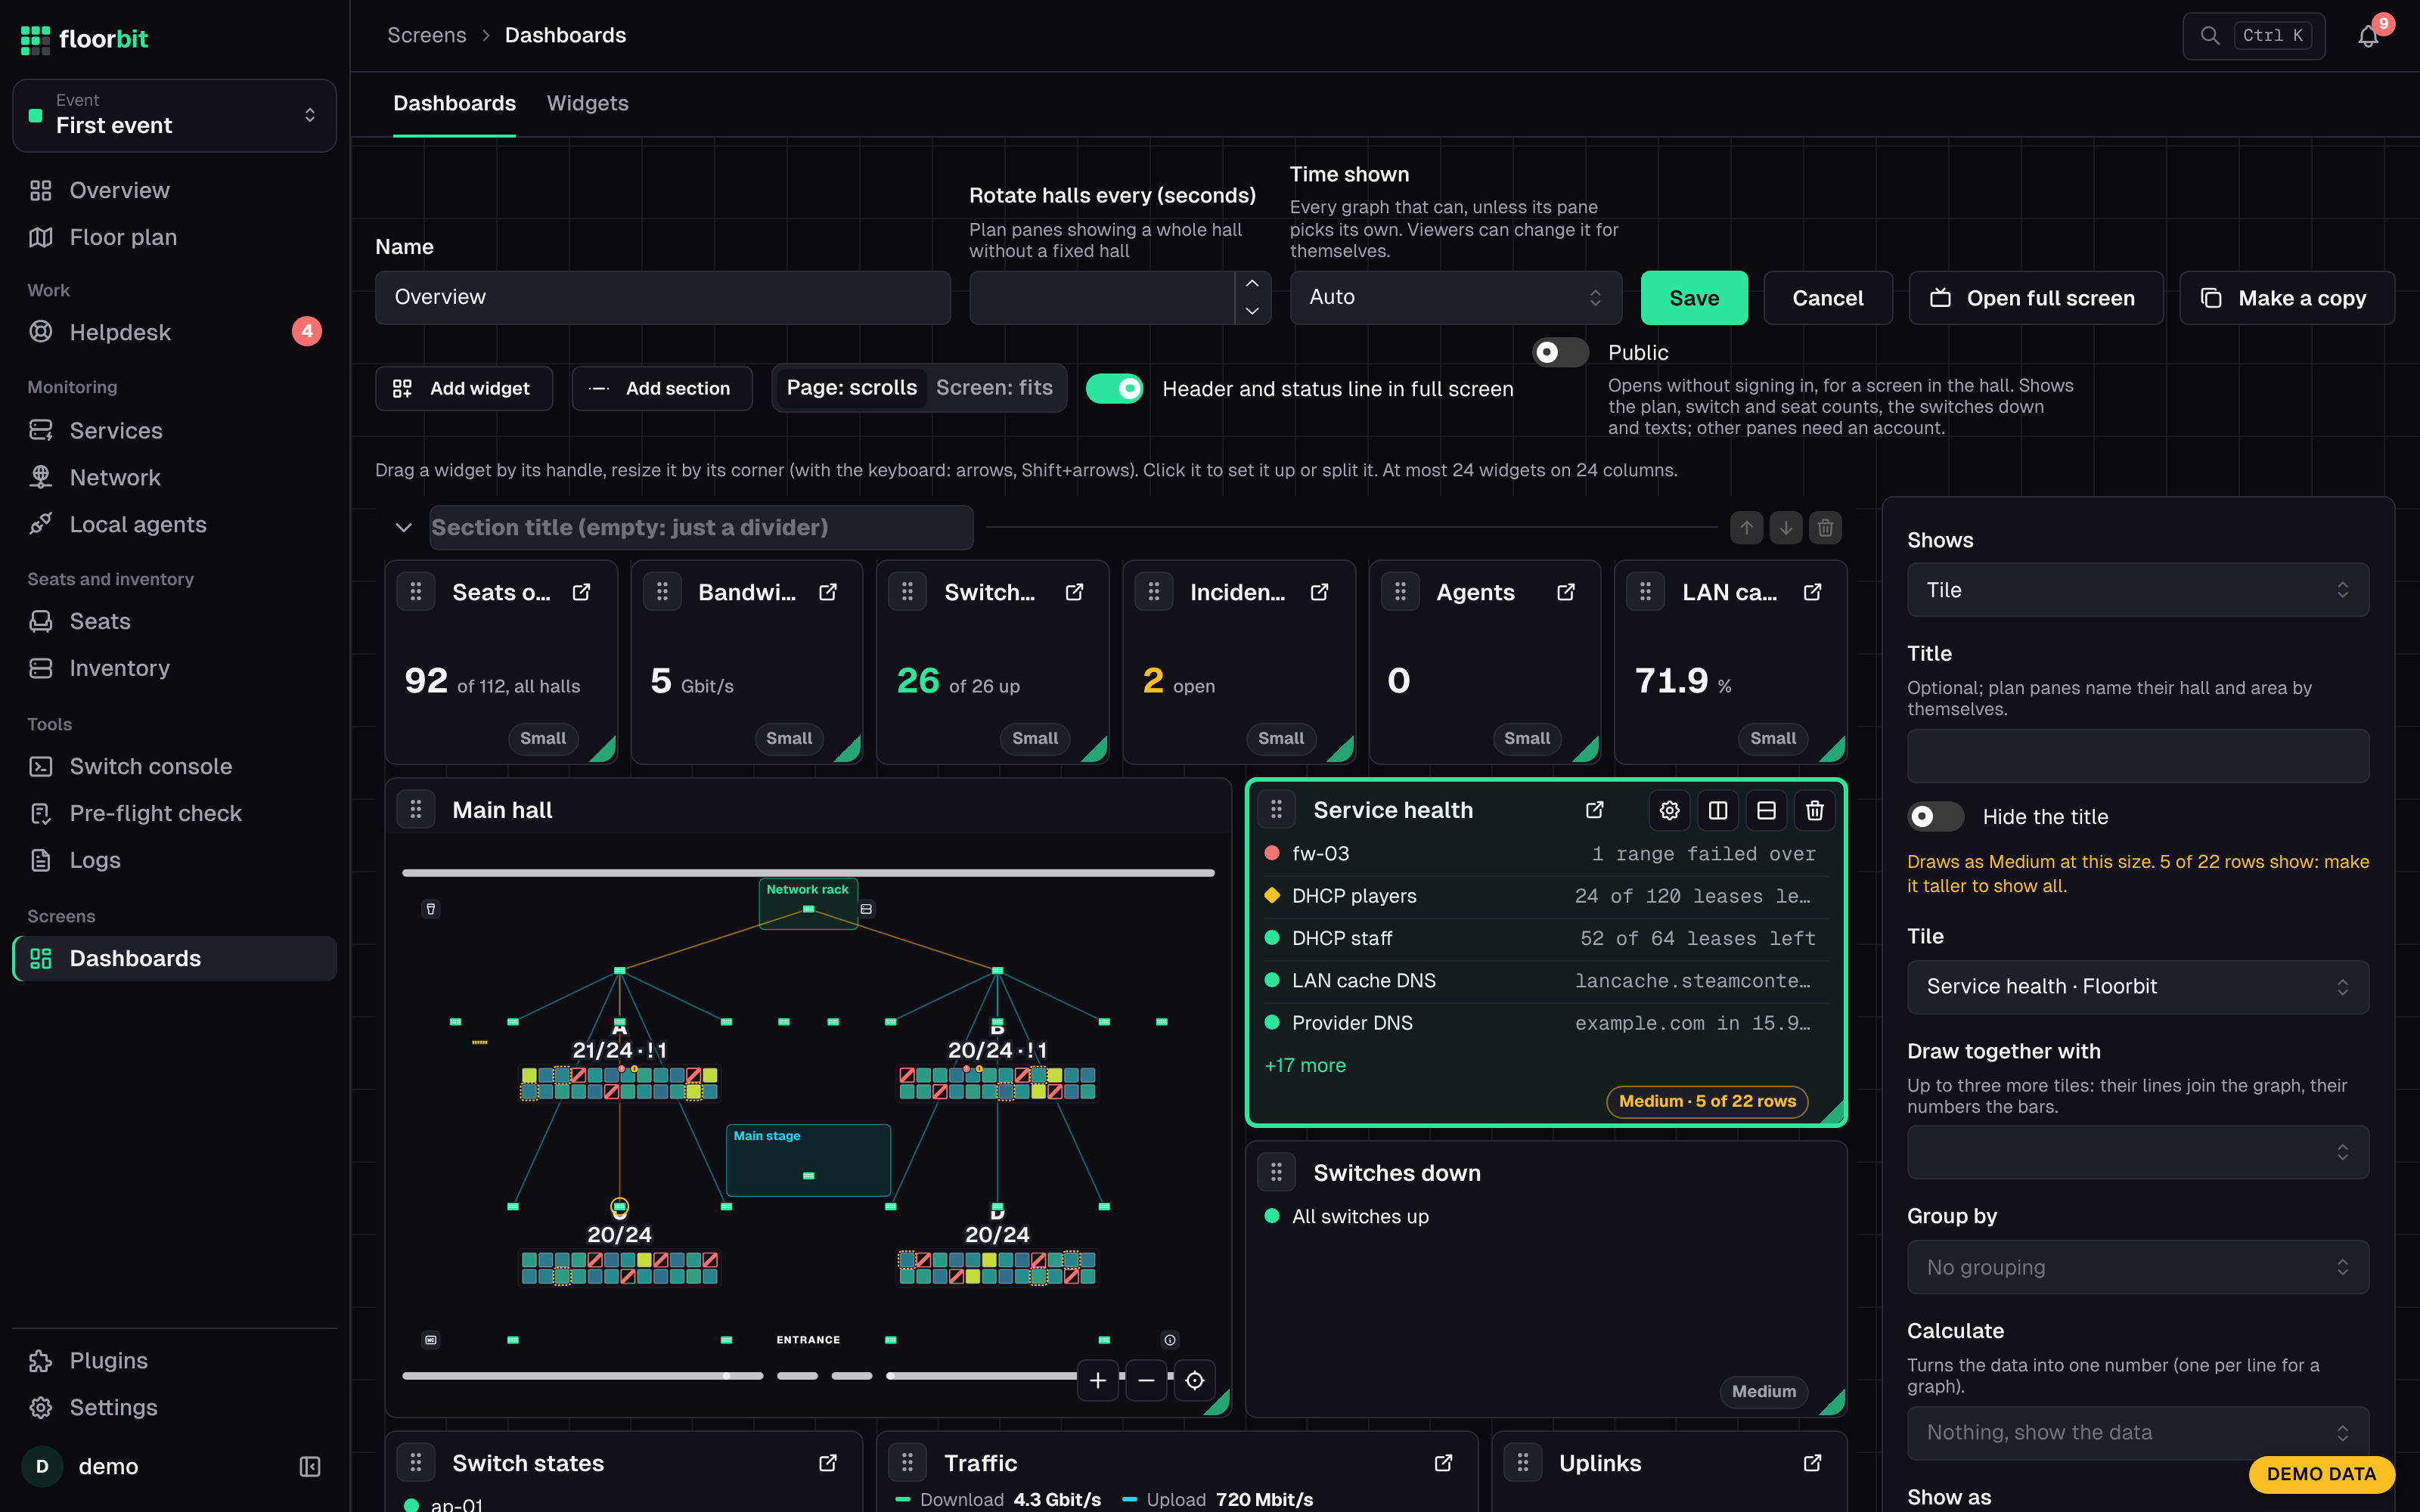 floorbit
Event
First event
Overview
Floor plan
Work
Helpdesk
4
Monitoring
Services
Network
Local agents
Seats and inventory
Seats
Inventory
Tools
Switch console
Pre-flight check
Logs
Screens
Dashboards
Plugins
Settings
D
demo
Screens > Dashboards
Ctrl K
9
Dashboards
Widgets
Name
Overview
Rotate halls every (seconds)
Plan panes showing a whole hall
without a fixed hall
Time shown
Every graph that can, unless its pane
picks its own. Viewers can change it for
themselves.
Auto
Save
Cancel
Open full screen
Make a copy
Add widget
Add section
Page: scrolls
Screen: fits
Header and status line in full screen
Public
Opens without signing in, for a screen in the hall. Shows
the plan, switch and seat counts, the switches down
and texts; other panes need an account.
Drag a widget by its handle, resize it by its corner (with the keyboard: arrows, Shift+arrows). Click it to set it up or split it. At most 24 widgets on 24 columns.
Section title (empty: just a divider)
Seats o...
92 of 112, all halls
Small
Bandwi...
5 Gbit/s
Small
Switch...
26 of 26 up
Small
Inciden...
2 open
Small
Agents
0
Small
LAN ca...
71.9 %
Small
Main hall
Network rack
A
21/24 · ! 1
B
20/24 · ! 1
Main stage
20/24
D
20/24
WC
ENTRANCE
Service health
fw-03
1 range failed over
DHCP players
24 of 120 leases le...
DHCP staff
52 of 64 leases left
LAN cache DNS
lancache.steamconte...
Provider DNS
example.com in 15.9...
+17 more
Medium · 5 of 22 rows
Switches down
All switches up
Medium
Switch states
ap-01
Traffic
Download 4.3 Gbit/s
Upload 720 Mbit/s
Uplinks
Shows
Tile
Title
Optional; plan panes name their hall and area by
themselves.
Hide the title
Draws as Medium at this size. 5 of 22 rows show: make
it taller to show all.
Tile
Service health · Floorbit
Draw together with
Up to three more tiles: their lines join the graph, their
numbers the bars.
Group by
No grouping
Calculate
Turns the data into one number (one per line for a
graph).
Nothing, show the data
Show as
DEMO DATA